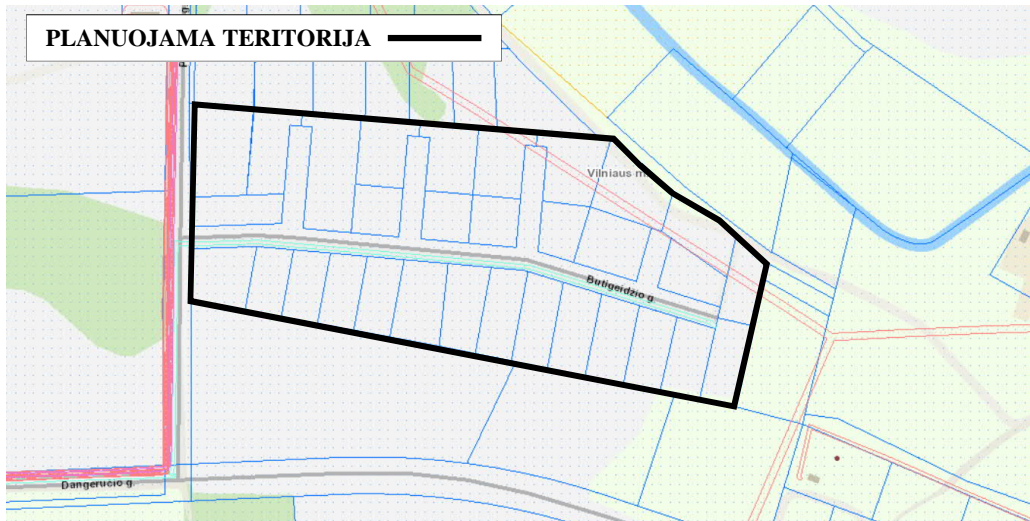 PLANUOJAMA TERITORIJA
Vilniaus m.
Butigeidžio g.
Dangeručio g.